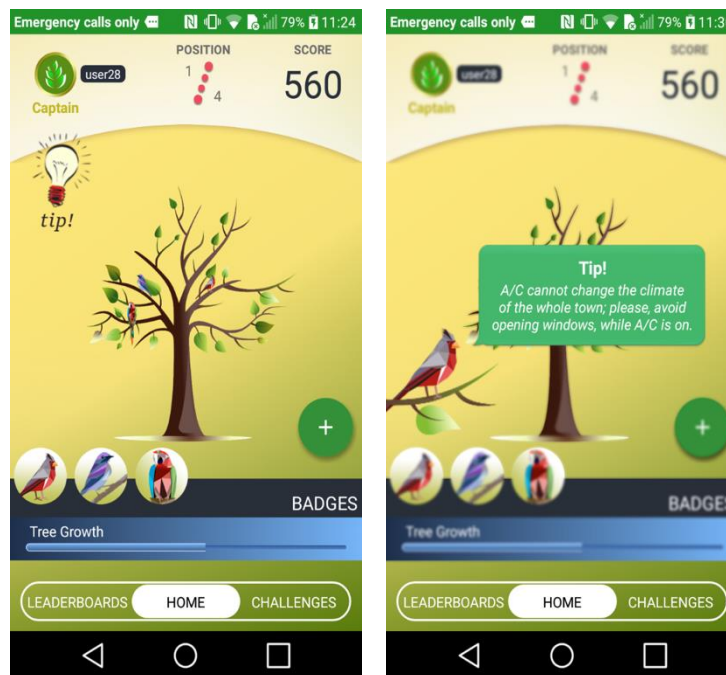 Emergency calls only 79% 11:24
POSITION SCORE
user28
1
4
560
Captain
tip!
+
BADGES
Tree Growth
LEADERBOARDS HOME CHALLENGES
Emergency calls only 79% 11:3
POSITION SCORE
user28
1
4
560
Captain
Tip!
A/C cannot change the climate
of the whole town; please, avoid
opening windows, while A/C is on.
+
BADGES
Tree Growth
LEADERBOARDS HOME CHALLENGES